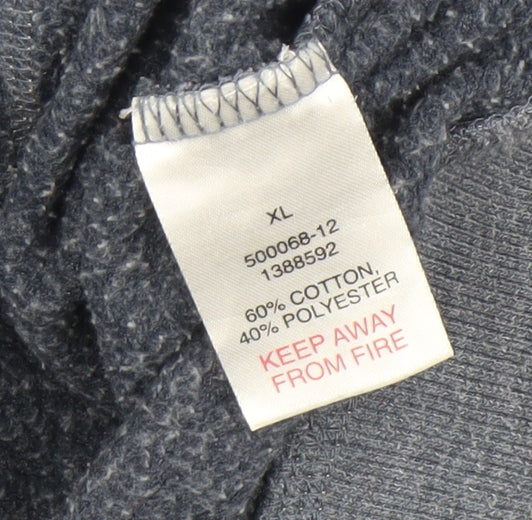 XL
500068-12
1388592
60% COTTON,
40% POLYESTER
KEEP AWAY
FROM FIRE